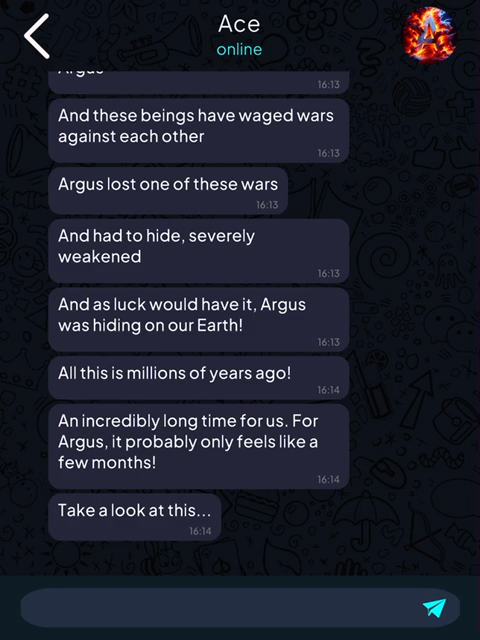 Ace
online
Argus
16:13
And these beings have waged wars
against each other
16:13
Argus lost one of these wars
16:13
And had to hide, severely
weakened
16:13
And as luck would have it, Argus
was hiding on our Earth!
16:13
All this is millions of years ago!
16:14
An incredibly long time for us. For
Argus, it probably only feels like a
few months!
16:14
Take a look at this...
16:14